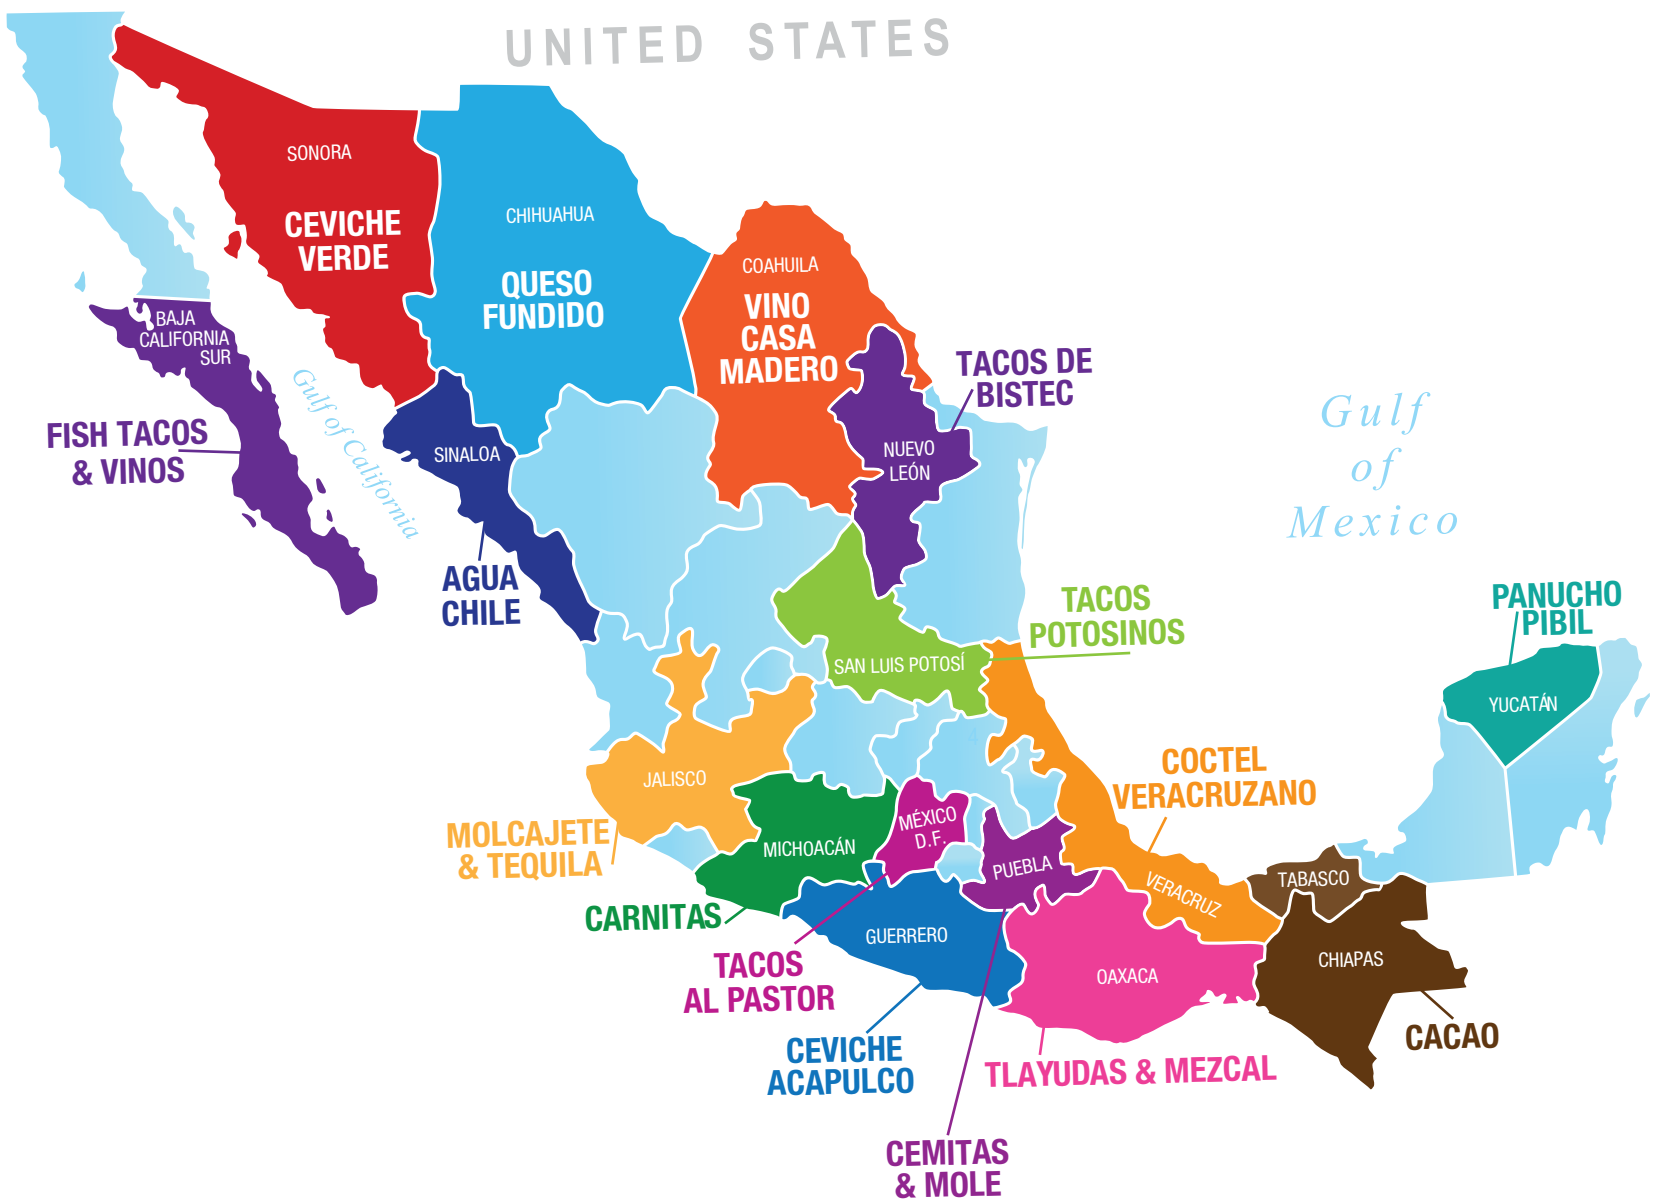 UNITED STATES
SONORA
CEVICHE
VERDE
CHIHUAHUA
QUESO
FUNDIDO
COAHUILA
VINO
CASA
MADERO
BAJA
CALIFORNIA
SUR
FISH TACOS
& VINOS
Gulf of California
SINALOA
AGUA
CHILE
TACOS DE
BISTEC
NUEVO
LEÓN
Gulf
of
Mexico
TACOS
POTOSINOS
SAN LUIS POTOSÍ
PANUCHO
PIBIL
YUCATÁN
JALISCO
MOLCAJETE
& TEQUILA
MICHOACÁN
CARNITAS
MÉXICO
D.F.
TACOS
AL PASTOR
PUEBLA
CEMITAS
& MOLE
COCTEL
VERACRUZANO
VERACRUZ
GUERRERO
CEVICHE
ACAPULCO
OAXACA
TLAYUDAS & MEZCAL
TABASCO
CHIAPAS
CACAO